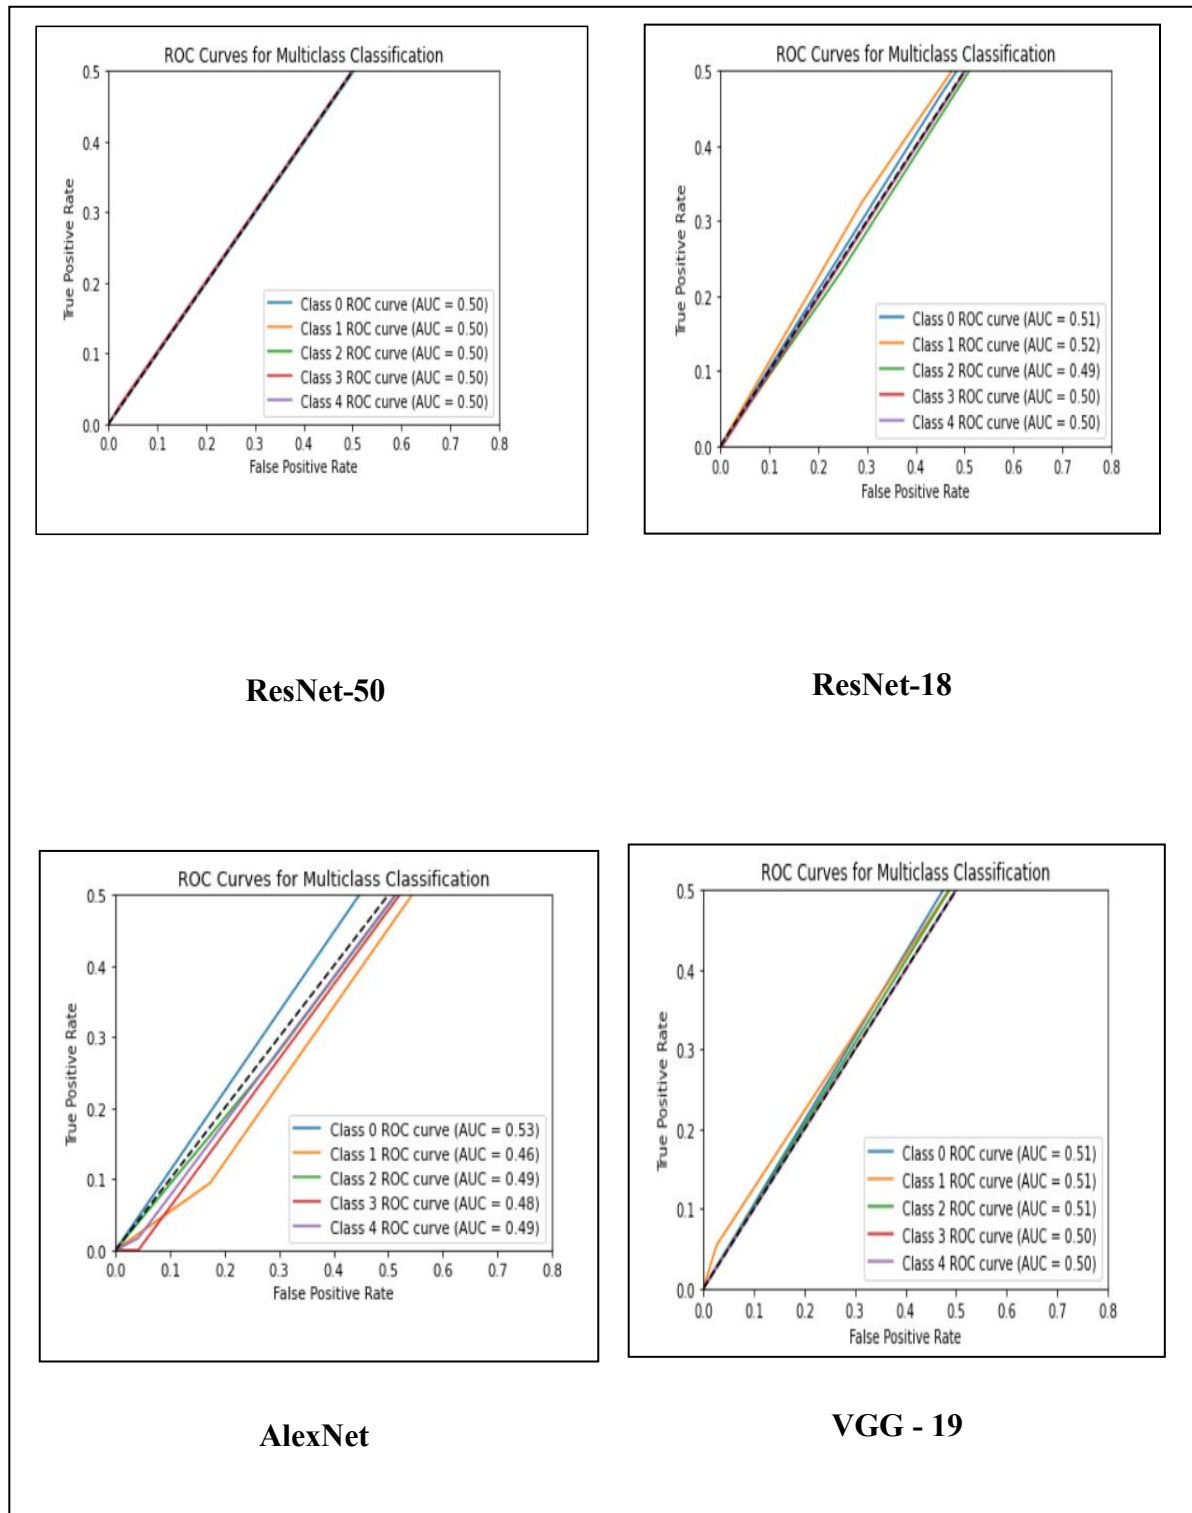 ROC Curves for Multiclass Classification
True Positive Rate
0.5
0.4
0.3
0.2
0.1
0.0
Class 0 ROC curve (AUC = 0.50)
Class 1 ROC curve (AUC = 0.50)
Class 2 ROC curve (AUC = 0.50)
Class 3 ROC curve (AUC = 0.50)
Class 4 ROC curve (AUC = 0.50)
0.0 0.1 0.2 0.3 0.4 0.5 0.6 0.7 0.8
False Positive Rate
ResNet-50
ROC Curves for Multiclass Classification
True Positive Rate
0.5
0.4
0.3
0.2
0.1
0.0
Class 0 ROC curve (AUC = 0.51)
Class 1 ROC curve (AUC = 0.52)
Class 2 ROC curve (AUC = 0.49)
Class 3 ROC curve (AUC = 0.50)
Class 4 ROC curve (AUC = 0.50)
0.0 0.1 0.2 0.3 0.4 0.5 0.6 0.7 0.8
False Positive Rate
ResNet-18
ROC Curves for Multiclass Classification
True Positive Rate
0.5
0.4
0.3
0.2
0.1
0.0
Class 0 ROC curve (AUC = 0.53)
Class 1 ROC curve (AUC = 0.46)
Class 2 ROC curve (AUC = 0.49)
Class 3 ROC curve (AUC = 0.48)
Class 4 ROC curve (AUC = 0.49)
0.0 0.1 0.2 0.3 0.4 0.5 0.6 0.7 0.8
False Positive Rate
AlexNet
ROC Curves for Multiclass Classification
True Positive Rate
0.5
0.4
0.3
0.2
0.1
0.0
Class 0 ROC curve (AUC = 0.51)
Class 1 ROC curve (AUC = 0.51)
Class 2 ROC curve (AUC = 0.51)
Class 3 ROC curve (AUC = 0.50)
Class 4 ROC curve (AUC = 0.50)
0.0 0.1 0.2 0.3 0.4 0.5 0.6 0.7 0.8
False Positive Rate
VGG - 19